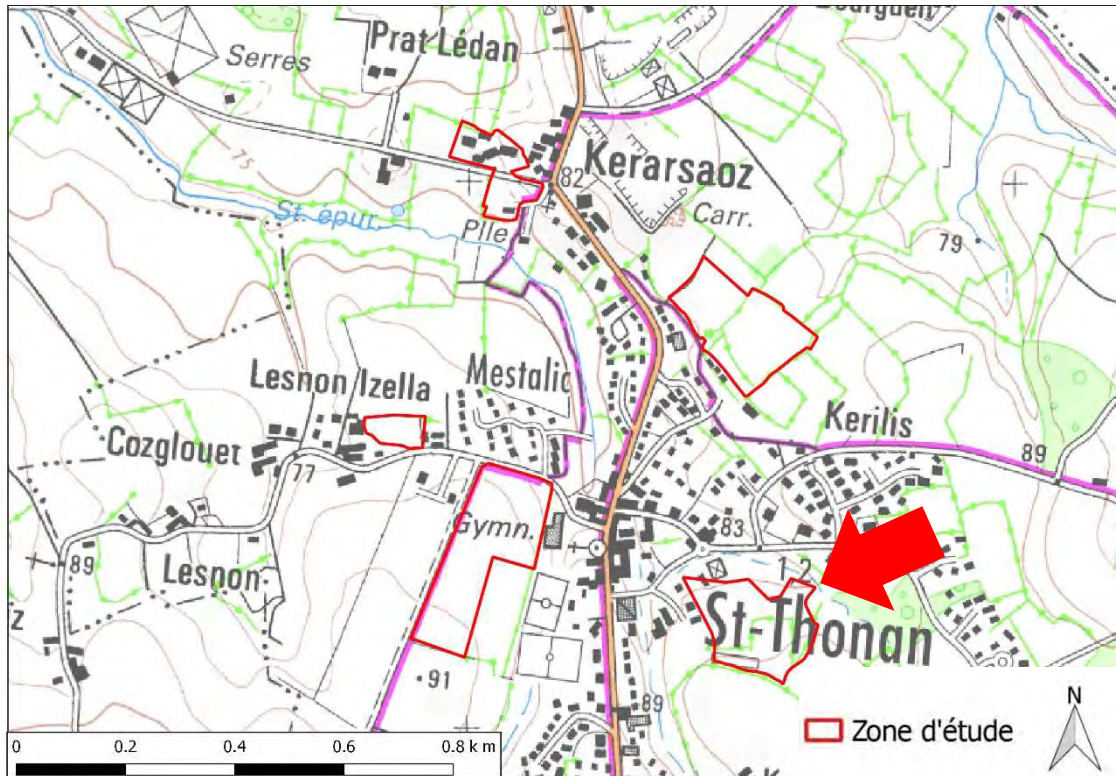 Prat Lédan
Serres
Kerarsaoz
75
82
St. épur.
Pile
Carr.
79
Lesnon Izella
Mestalic
Cozglouet
77
Kerilis
89
Gymn.
83
89
Lesnon
1.2
St-Thonan
z
91
89
N
Zone d'étude
0 0.2 0.4 0.6 0.8 km